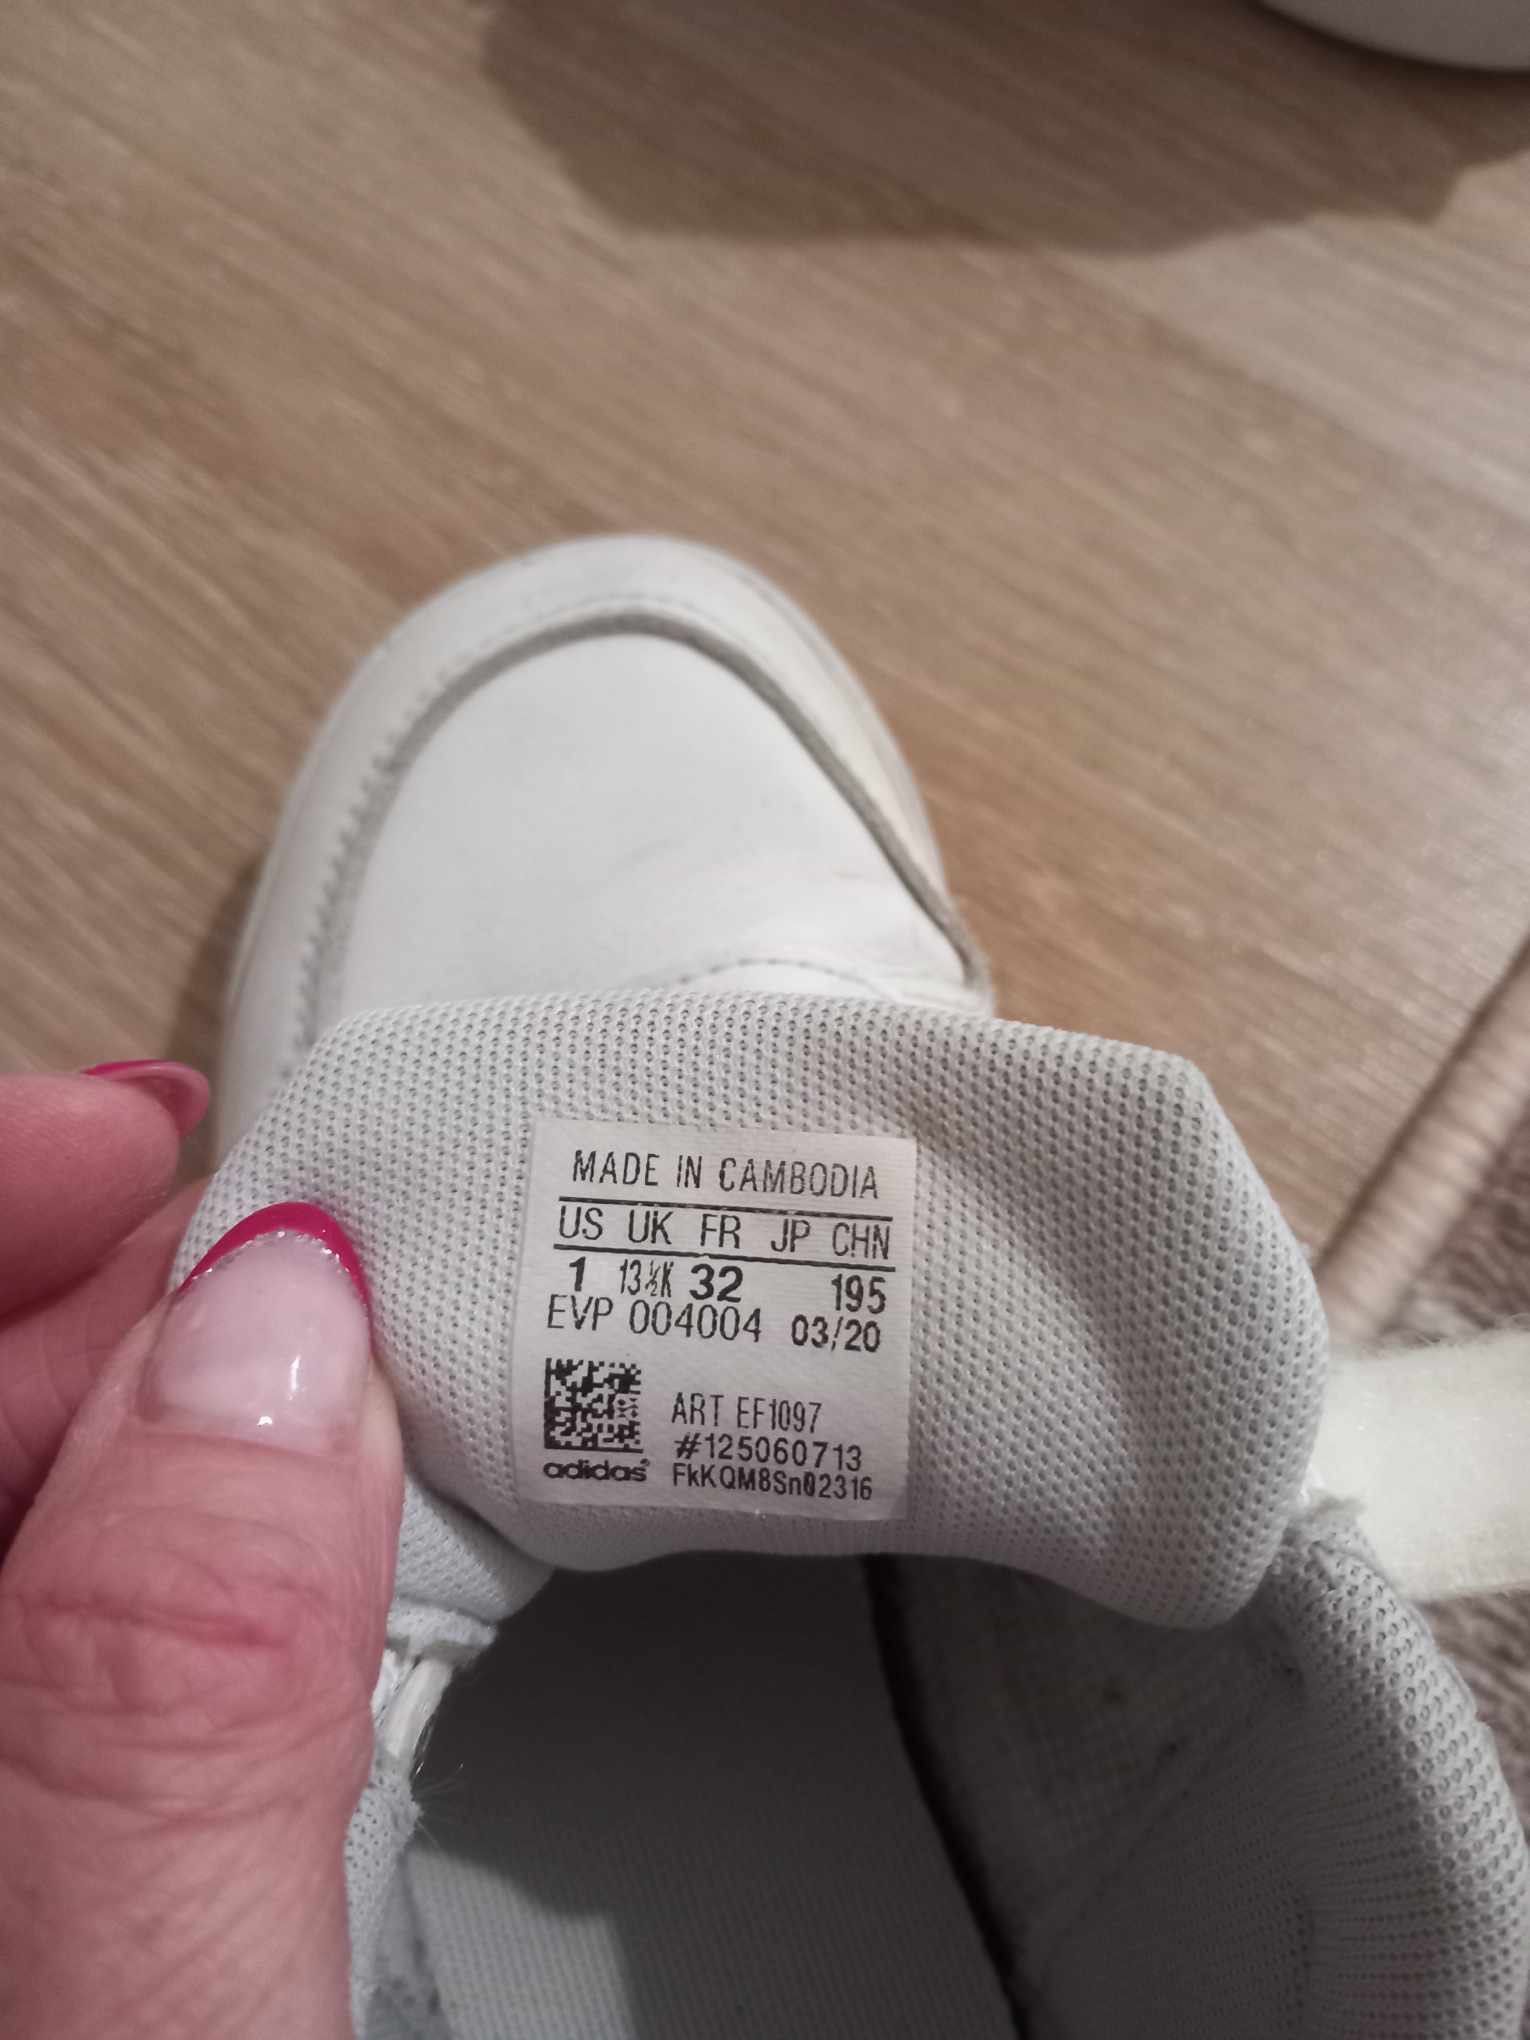 MADE IN CAMBODIA
US UK FR JP CHN
1 13½K 32 195
EVP 004004 03/20
ART EF1097
#125060713
adidas® FkKQM8Sn02316